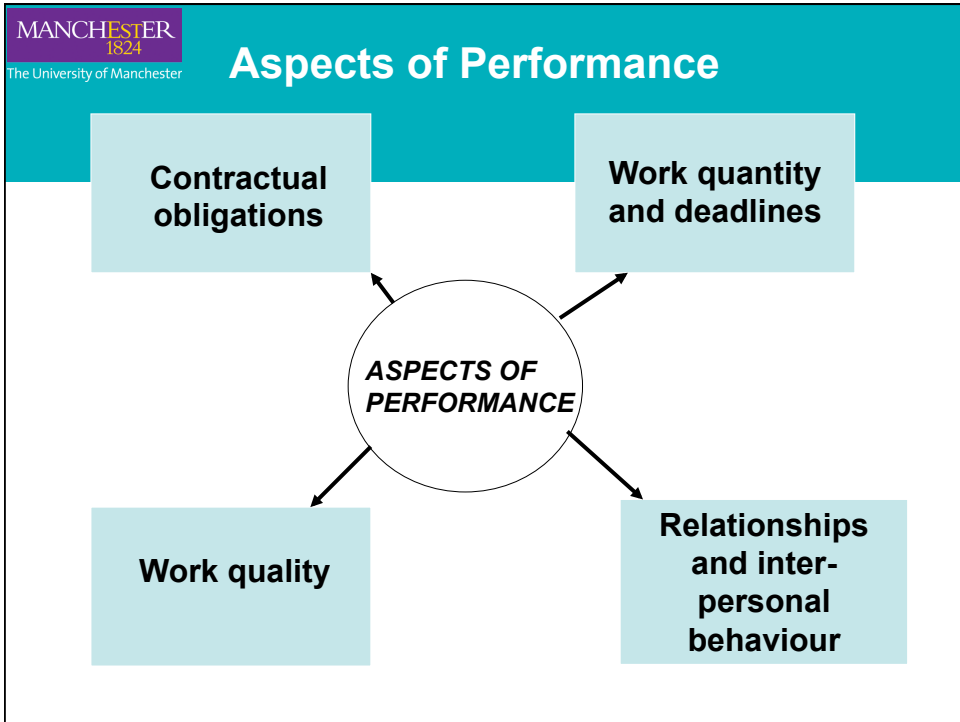 MANCHESTER
1824
The University of Manchester
Aspects of Performance
Contractual
obligations
Work quantity
and deadlines
ASPECTS OF
PERFORMANCE
Work quality
Relationships
and inter-
personal
behaviour